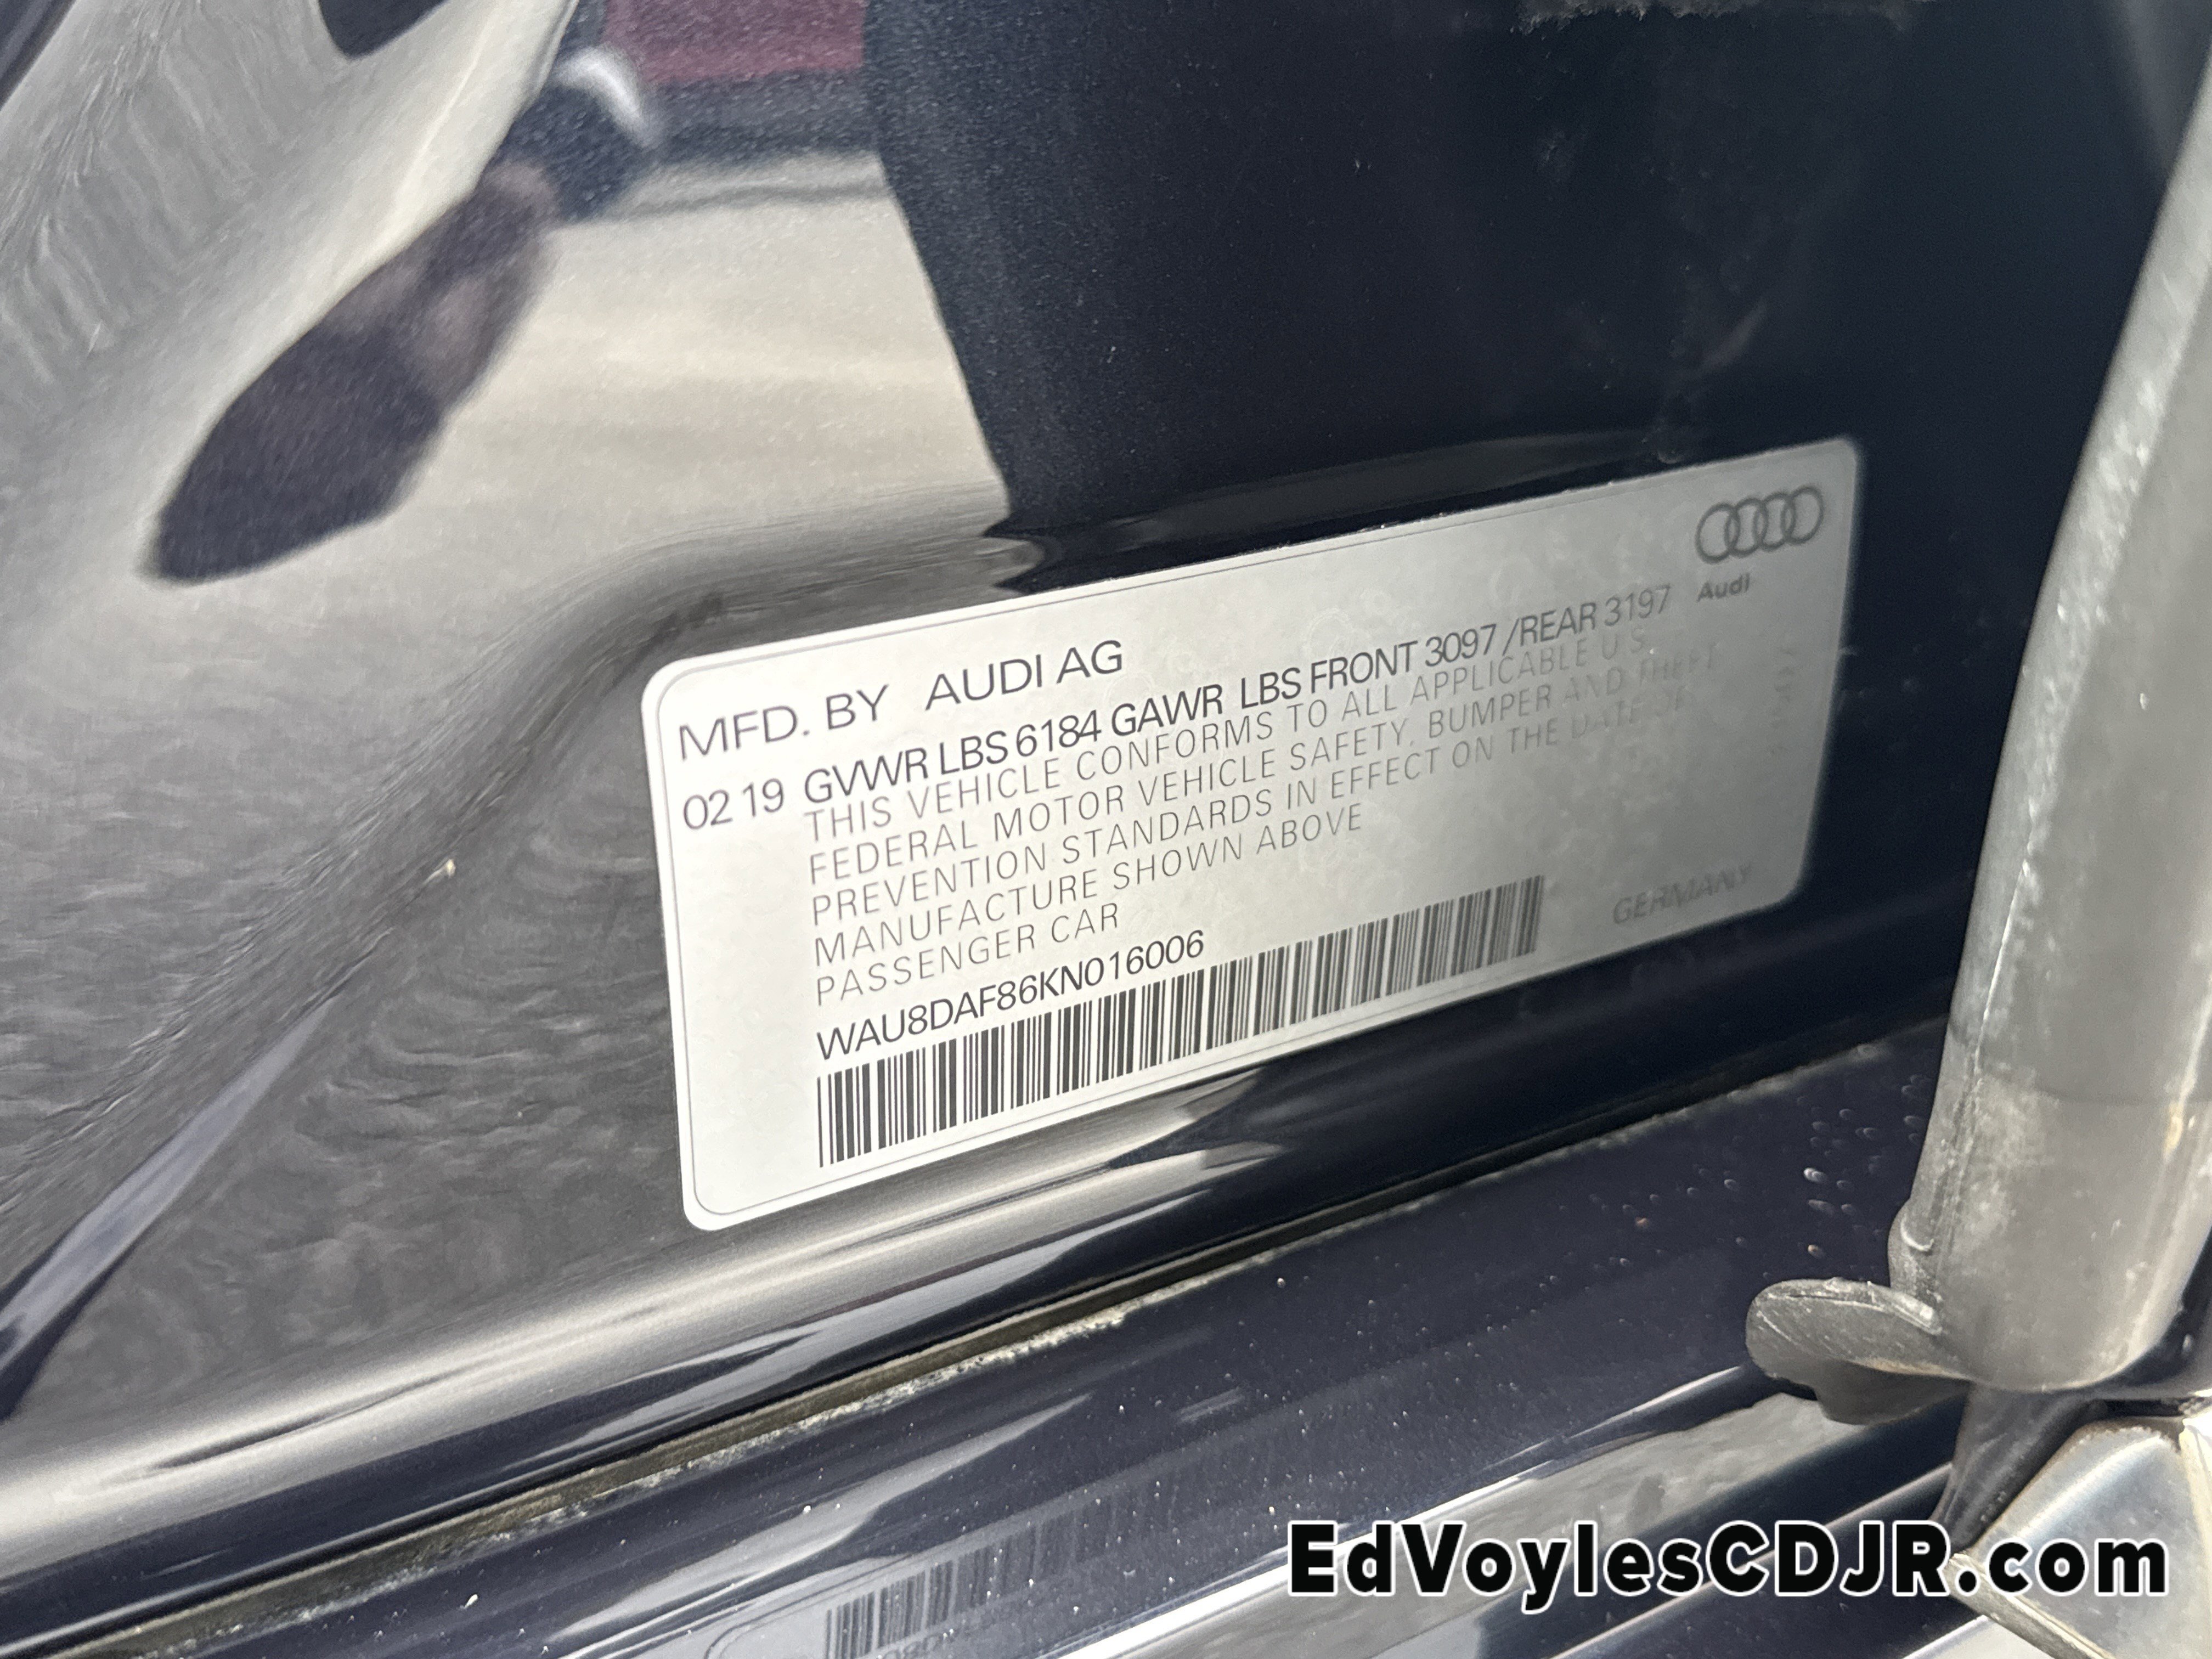 Audi
MFD. BY AUDI AG
02 19 GVWR LBS 6184 GAWR LBS FRONT 3097 /REAR 3197
THIS VEHICLE CONFORMS TO ALL APPLICABLE U.S.
FEDERAL MOTOR VEHICLE SAFETY, BUMPER AND THEFT
PREVENTION STANDARDS IN EFFECT ON THE DATE OF
MANUFACTURE SHOWN ABOVE
PASSENGER CAR
WAU8DAF86KN016006
GERMANY
EdVoylesCDJR.com